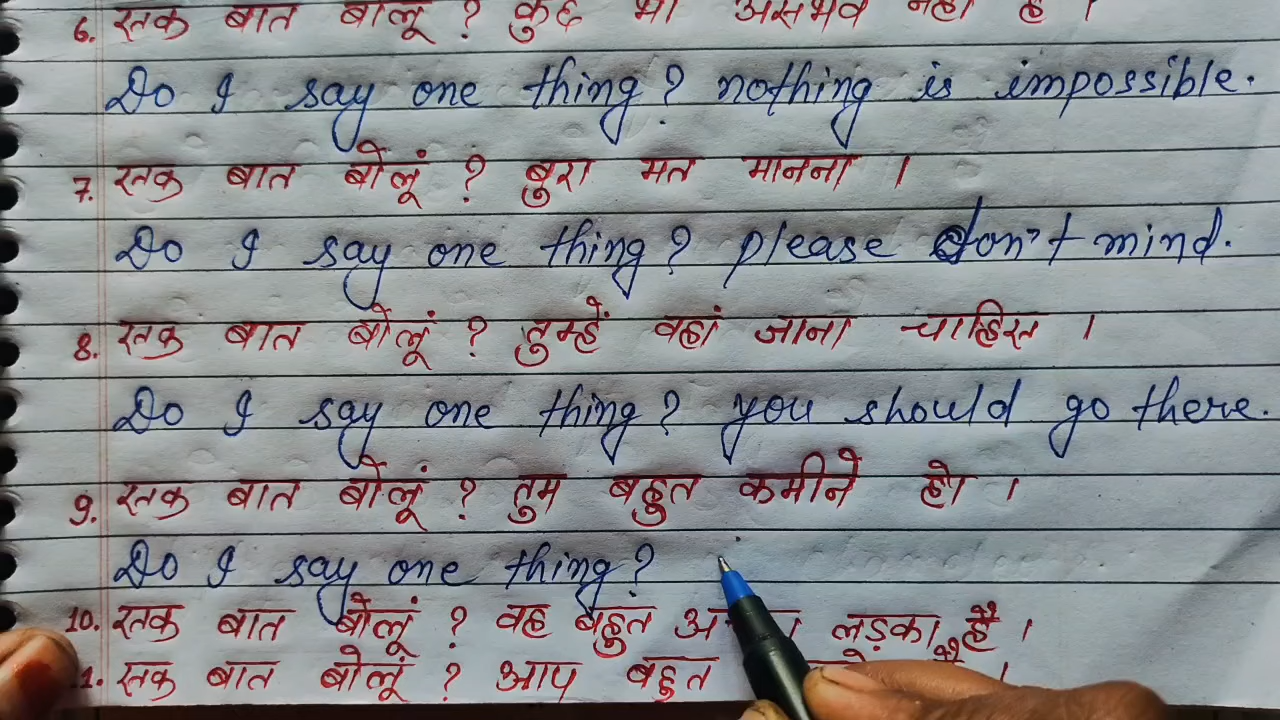 6. एक बात बोलूं ? कुछ भी असंभव नहीं है ।
Do I say one thing? nothing is impossible.
7. एक बात बोलूं ? बुरा मत मानना ।
Do I say one thing? please don't mind.
8. एक बात बोलूं ? तुम्हें वहां जाना चाहिए ।
Do I say one thing? you should go there.
9. एक बात बोलूं ? तुम बहुत कमीने हो ।
Do I say one thing?
10. एक बात बोलूं ? वह बहुत लड़का है ।
1. एक बात बोलूं ? आप बहुत ।